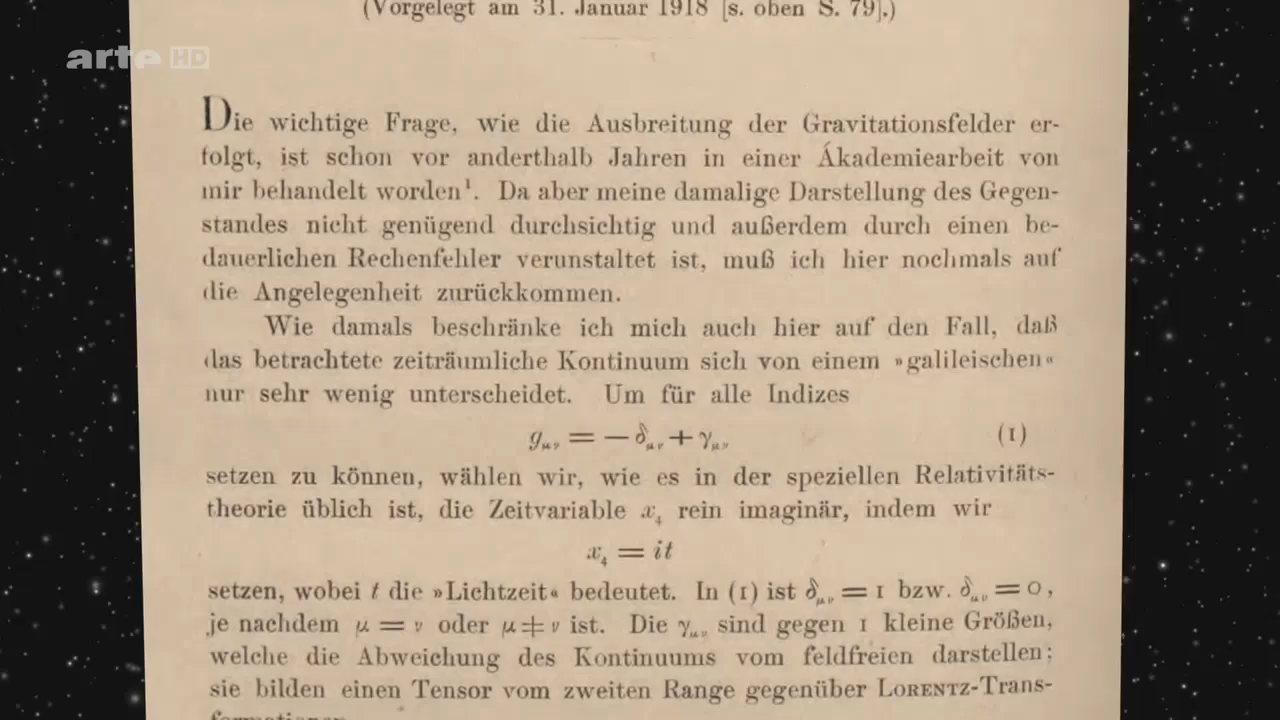 (Vorgelegt am 31. Januar 1918 [s. oben S. 79].)
arte HD
Die wichtige Frage, wie die Ausbreitung der Gravitationsfelder er-
folgt, ist schon vor anderthalb Jahren in einer Akademiearbeit von
mir behandelt worden¹. Da aber meine damalige Darstellung des Gegen-
standes nicht genügend durchsichtig und außerdem durch einen be-
dauerlichen Rechenfehler verunstaltet ist, muß ich hier nochmals auf
die Angelegenheit zurückkommen.
Wie damals beschränke ich mich auch hier auf den Fall, daß
das betrachtete zeiträumliche Kontinuum sich von einem »galileischen«
nur sehr wenig unterscheidet. Um für alle Indizes
g_μν = — δ_μν + γ_μν (1)
setzen zu können, wählen wir, wie es in der speziellen Relativitäts-
theorie üblich ist, die Zeitvariable x₄ rein imaginär, indem wir
x₄ = it
setzen, wobei t die »Lichtzeit« bedeutet. In (1) ist δ_μν = 1 bzw. δ_μν = 0,
je nachdem μ = ν oder μ ≠ ν ist. Die γ_μν sind gegen 1 kleine Größen,
welche die Abweichung des Kontinuums vom feldfreien darstellen;
sie bilden einen Tensor vom zweiten Range gegenüber LORENTZ-Trans-